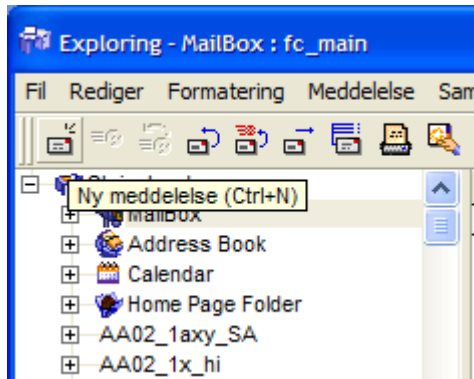 Exploring - MailBox : fc_main
Fil Rediger Formatering Meddelelse Sam
Ny meddelelse (Ctrl+N)
MailBox
Address Book
Calendar
Home Page Folder
AA02_1axy_SA
AA02_1x_hi